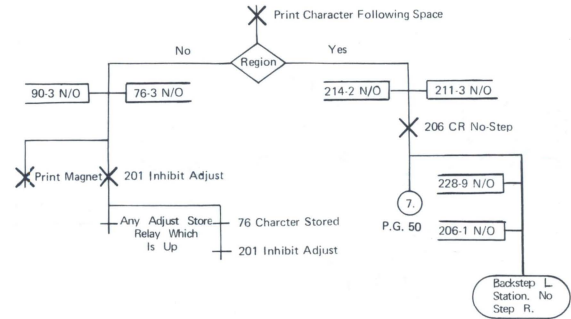 Print Character Following Space
No
Region
Yes
90-3 N/O
76-3 N/O
214-2 N/O
211-3 N/O
206 CR No-Step
Print Magnet
201 Inhibit Adjust
7.
P.G. 50
228-9 N/O
206-1 N/O
Any Adjust Store
Relay Which
Is Up
76 Charcter Stored
201 Inhibit Adjust
Backstep L
Station. No
Step R.